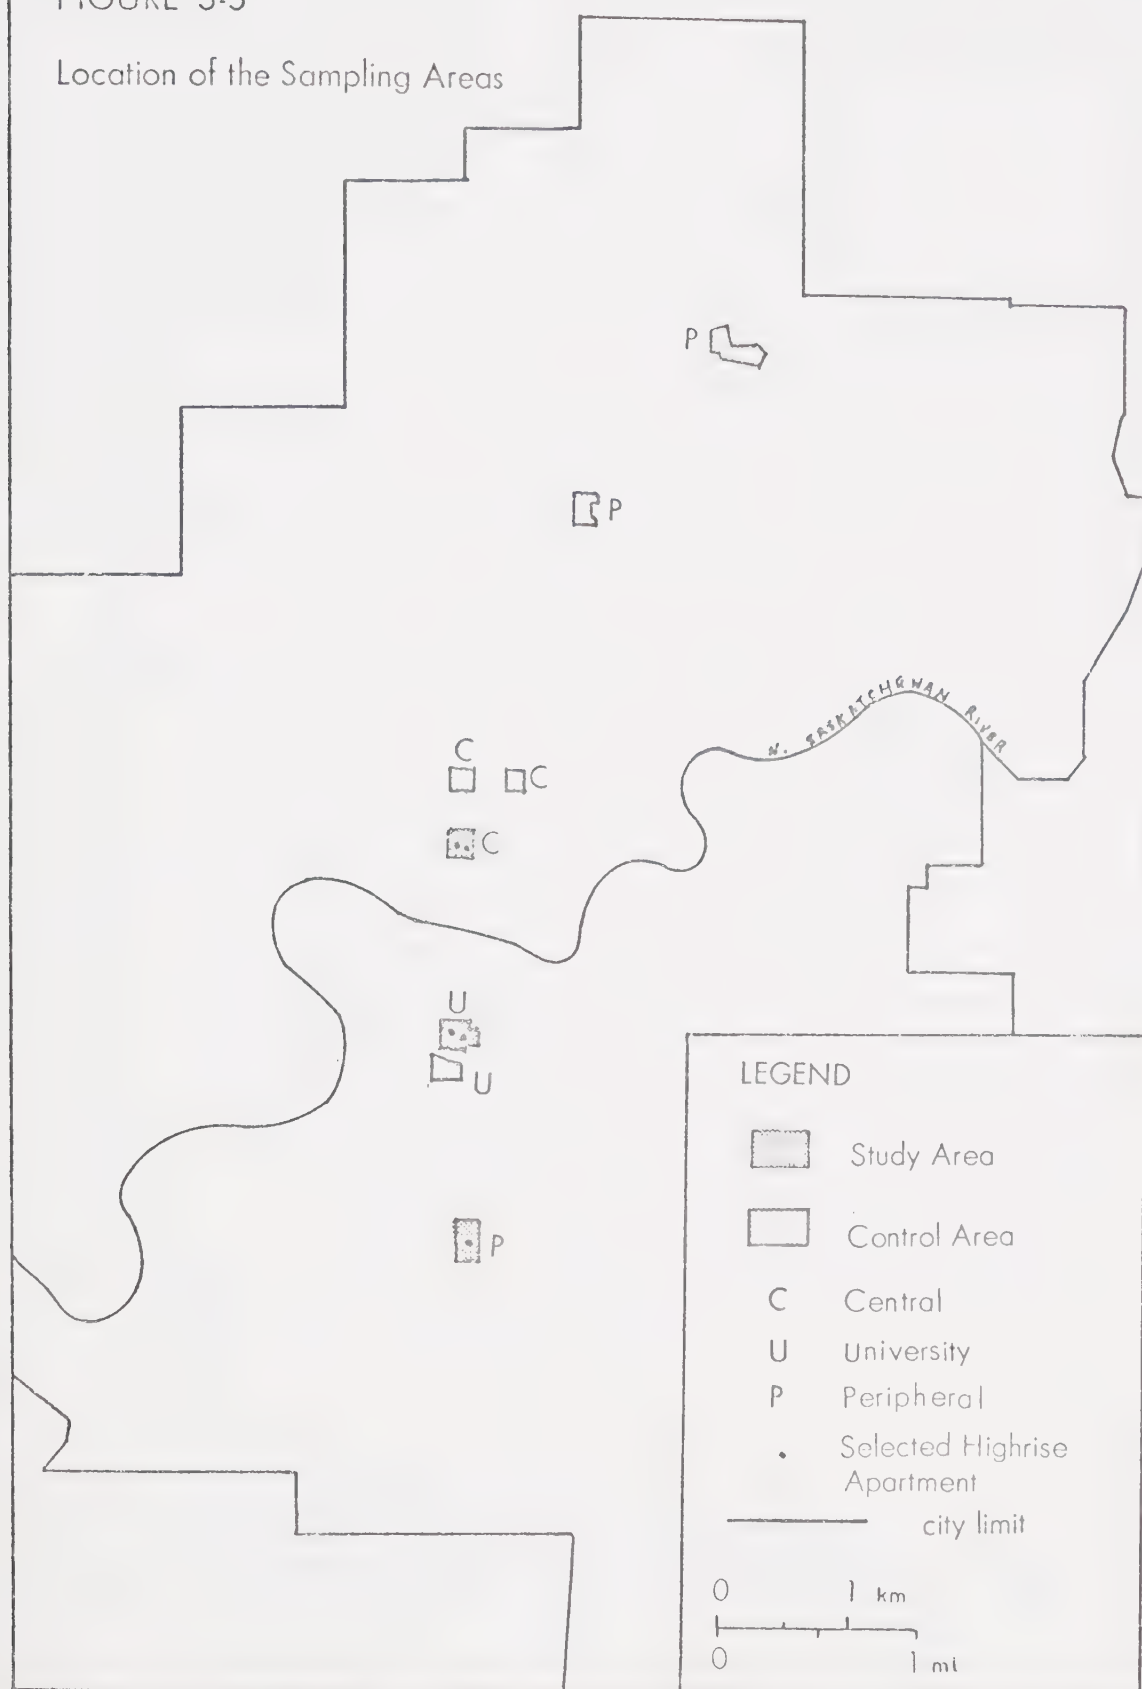 Location of the Sampling Areas
P
P
N. SASKATCHEWAN RIVER
C
C
C
U
U
P
LEGEND
Study Area
Control Area
C Central
U University
P Peripheral
Selected Highrise
Apartment
city limit
0 1 km
0 1 mi